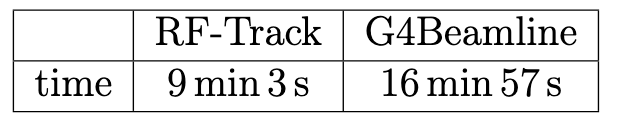 RF-Track G4Beamline
time 9 min 3 s 16 min 57 s